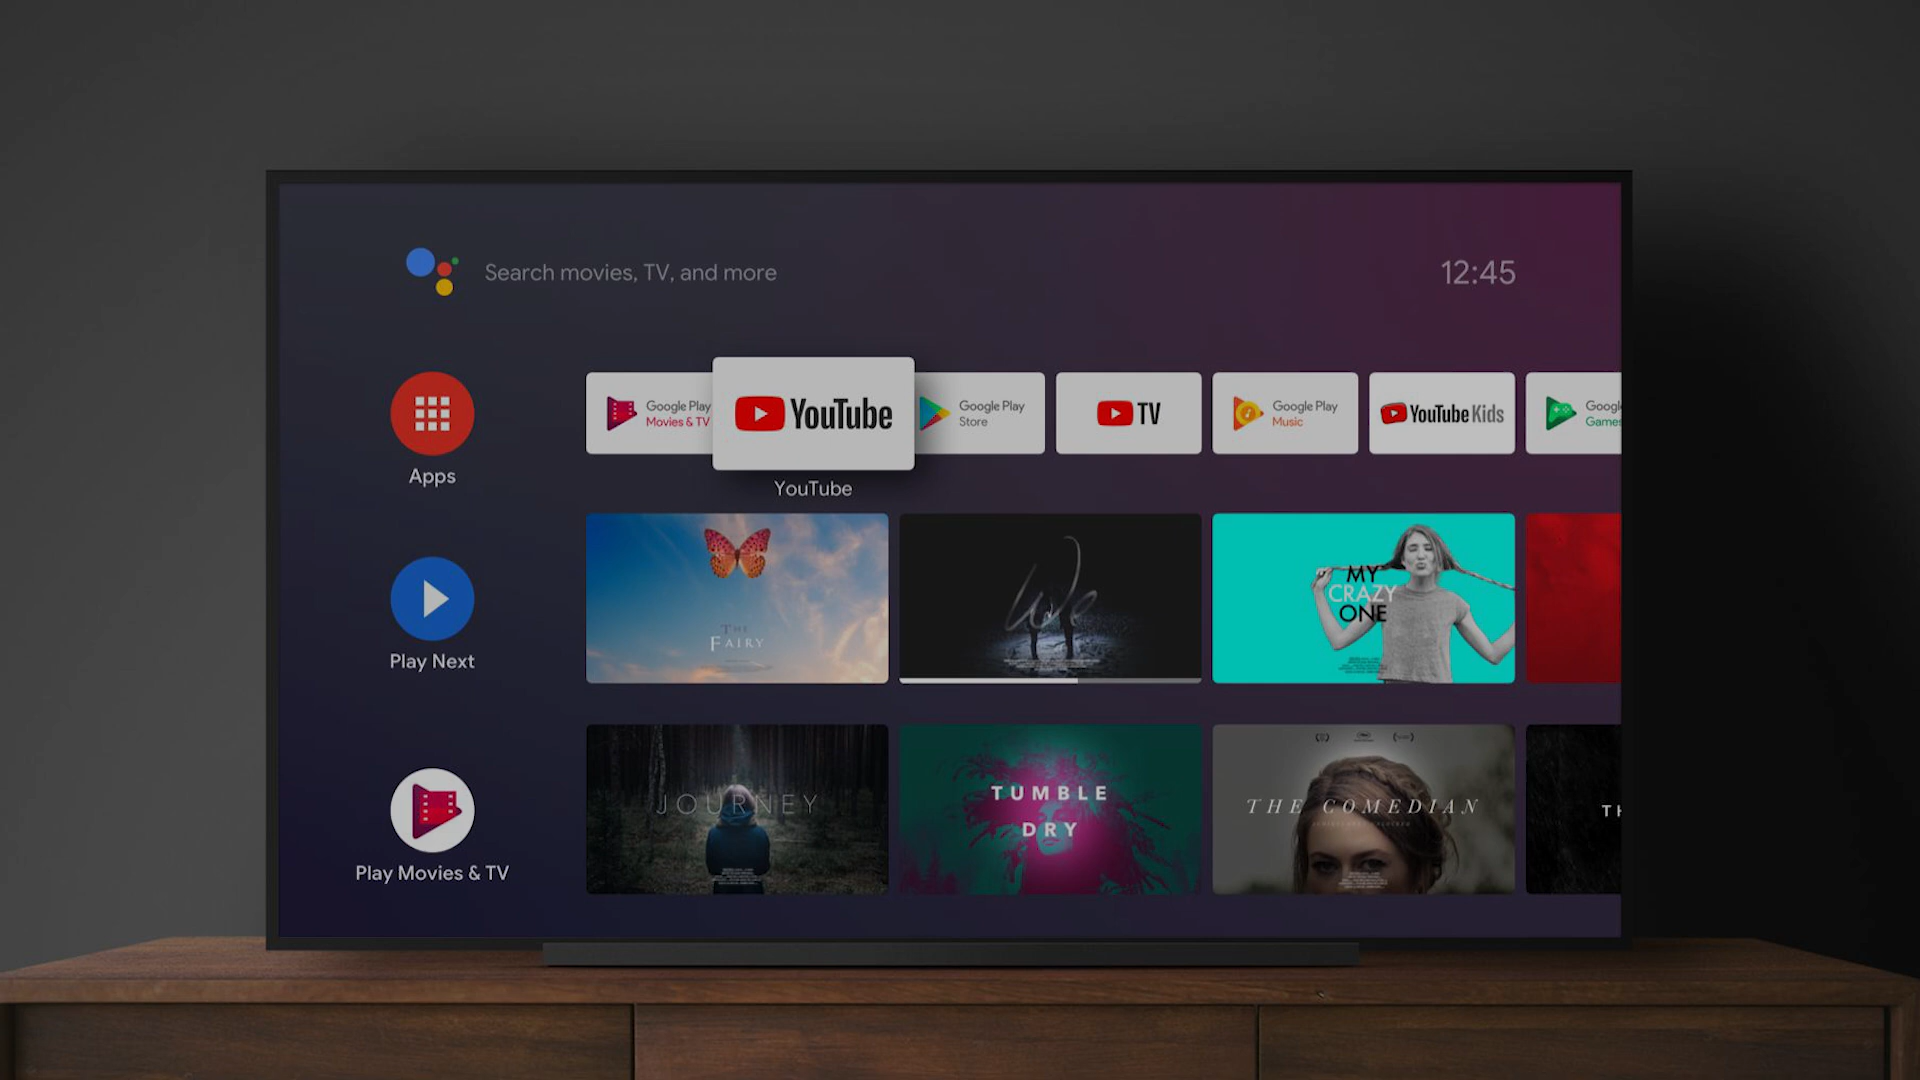 Search movies, TV, and more
12:45
Google Play
Movies & TV
YouTube
Google Play
Store
TV
Google Play
Music
YouTube Kids
Apps
YouTube
THE
FAIRY
We
MY
CRAZY
ONE
Play Next
JOURNEY
TUMBLE
DRY
THE COMEDIAN
Play Movies & TV